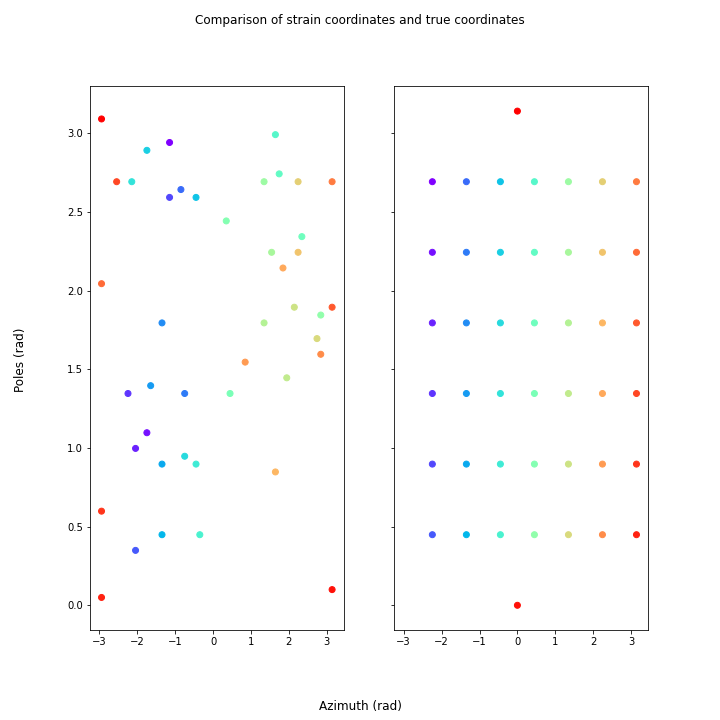 Comparison of strain coordinates and true coordinates
Poles (rad)
3.0
2.5
2.0
1.5
1.0
0.5
0.0
−3 −2 −1 0 1 2 3
−3 −2 −1 0 1 2 3
Azimuth (rad)